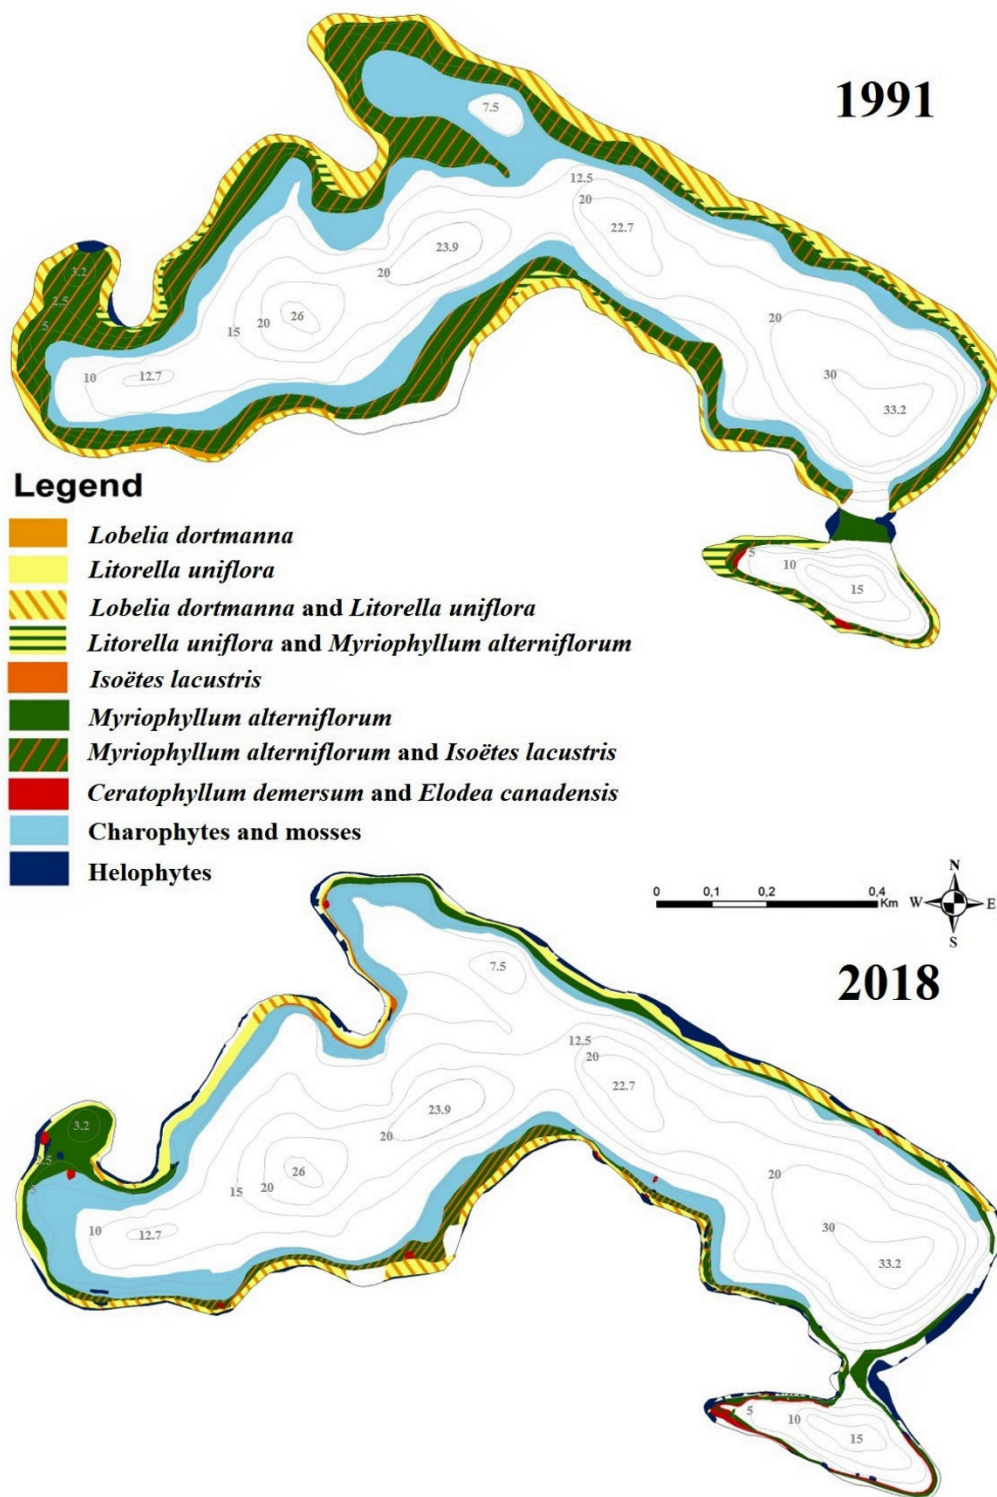 1991
7.5
12.5
20
22.7
23.9
20
3.2
2.5
5
26
20
15
20
10
12.7
30
33.2
Legend
Lobelia dortmanna
Litorella uniflora
Lobelia dortmanna and Litorella uniflora
Litorella uniflora and Myriophyllum alterniflorum
Isoëtes lacustris
Myriophyllum alterniflorum
Myriophyllum alterniflorum and Isoëtes lacustris
Ceratophyllum demersum and Elodea canadensis
Charophytes and mosses
Helophytes
5
10
15
0 0,1 0,2 0,4
Km
N
W E
S
2018
7.5
12.5
20
22.7
23.9
20
3.2
2.5
5
26
20
15
20
10
12.7
30
33.2
5
10
15